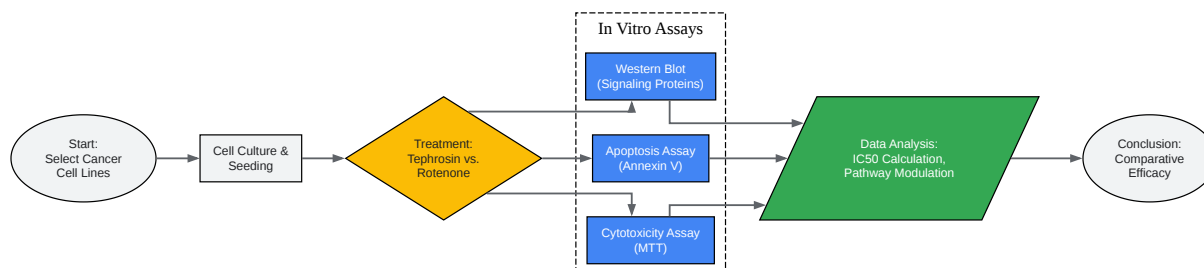 In Vitro Assays
Western Blot
(Signaling Proteins)
Start:
Select Cancer
Cell Lines
Cell Culture &
Seeding
Treatment:
Tephrosin vs.
Rotenone
Apoptosis Assay
(Annexin V)
Cytotoxicity Assay
(MTT)
Data Analysis:
IC50 Calculation,
Pathway Modulation
Conclusion:
Comparative
Efficacy